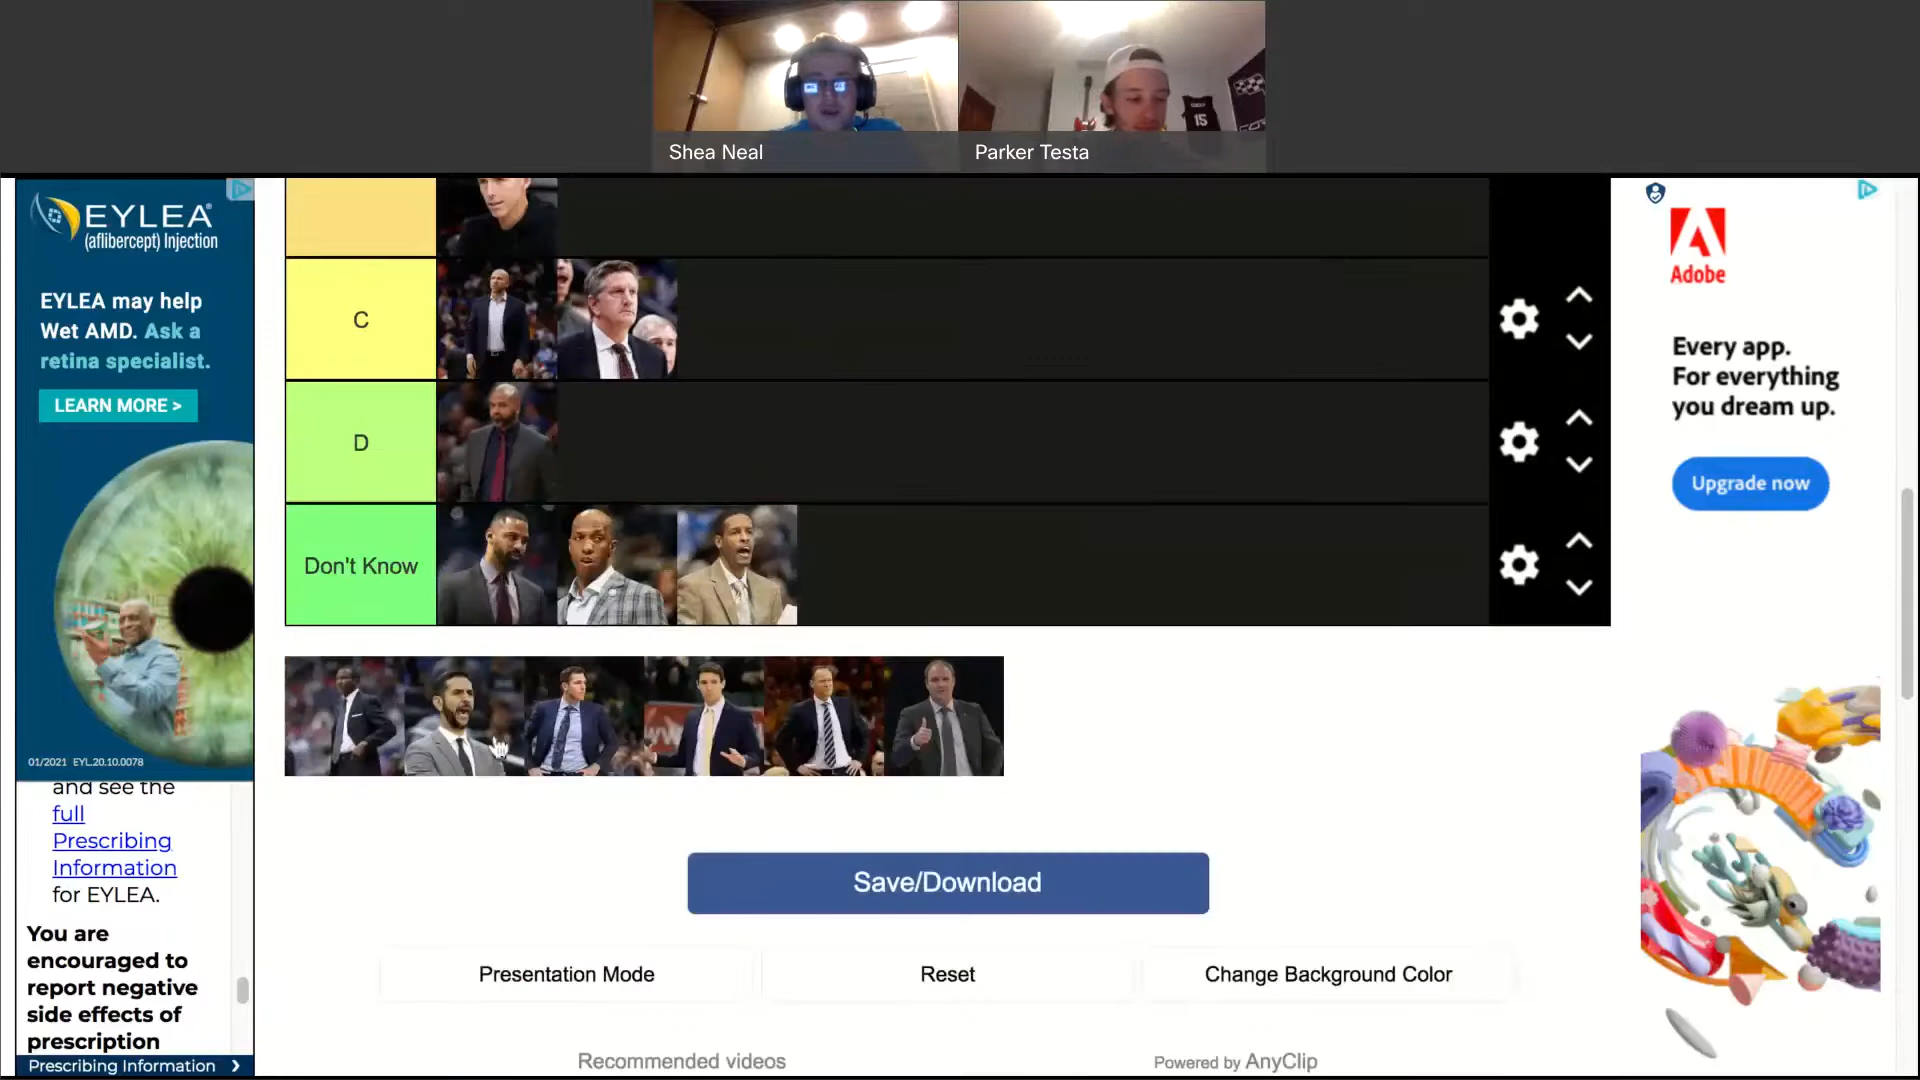 Shea Neal
Parker Testa
15
EYLEA®
(aflibercept) Injection
EYLEA may help
Wet AMD. Ask a
retina specialist.
LEARN MORE >
01/2021 EYL.20.10.0078
and see the
full
Prescribing
Information
for EYLEA.
You are
encouraged to
report negative
side effects of
prescription
Prescribing Information
C
D
Don't Know
Save/Download
Presentation Mode
Reset
Change Background Color
Recommended videos
Powered by AnyClip
Adobe
Every app.
For everything
you dream up.
Upgrade now